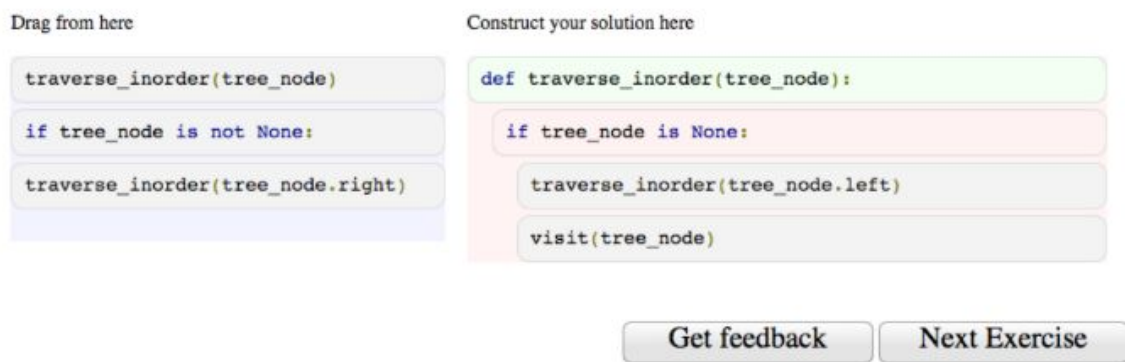 Drag from here
traverse_inorder(tree_node)
if tree_node is not None:
traverse_inorder(tree_node.right)
Construct your solution here
def traverse_inorder(tree_node):
if tree_node is None:
traverse_inorder(tree_node.left)
visit(tree_node)
Get feedback
Next Exercise